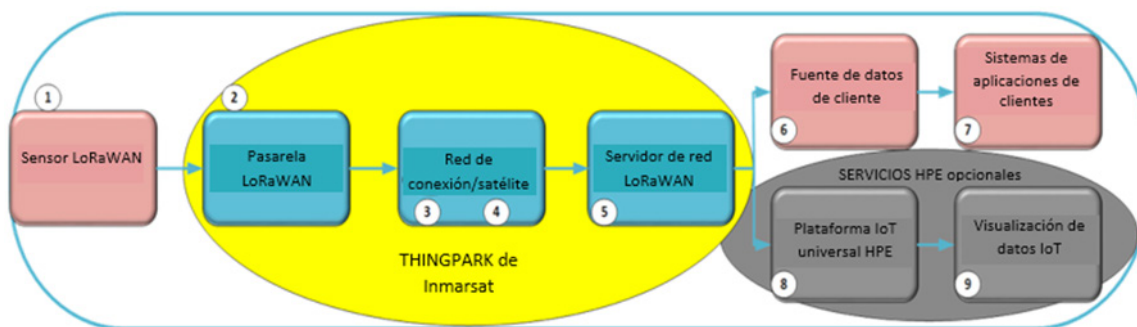 1
Sensor LoRaWAN
2
Pasarela
LoRaWAN
Red de
conexión/satélite
3 4
Servidor de red
LoRaWAN
5
THINGPARK de
Inmarsat
Fuente de datos
de cliente
6
Sistemas de
aplicaciones de
clientes
7
SERVICIOS HPE opcionales
Plataforma IoT
universal HPE
8
Visualización de
datos IoT
9